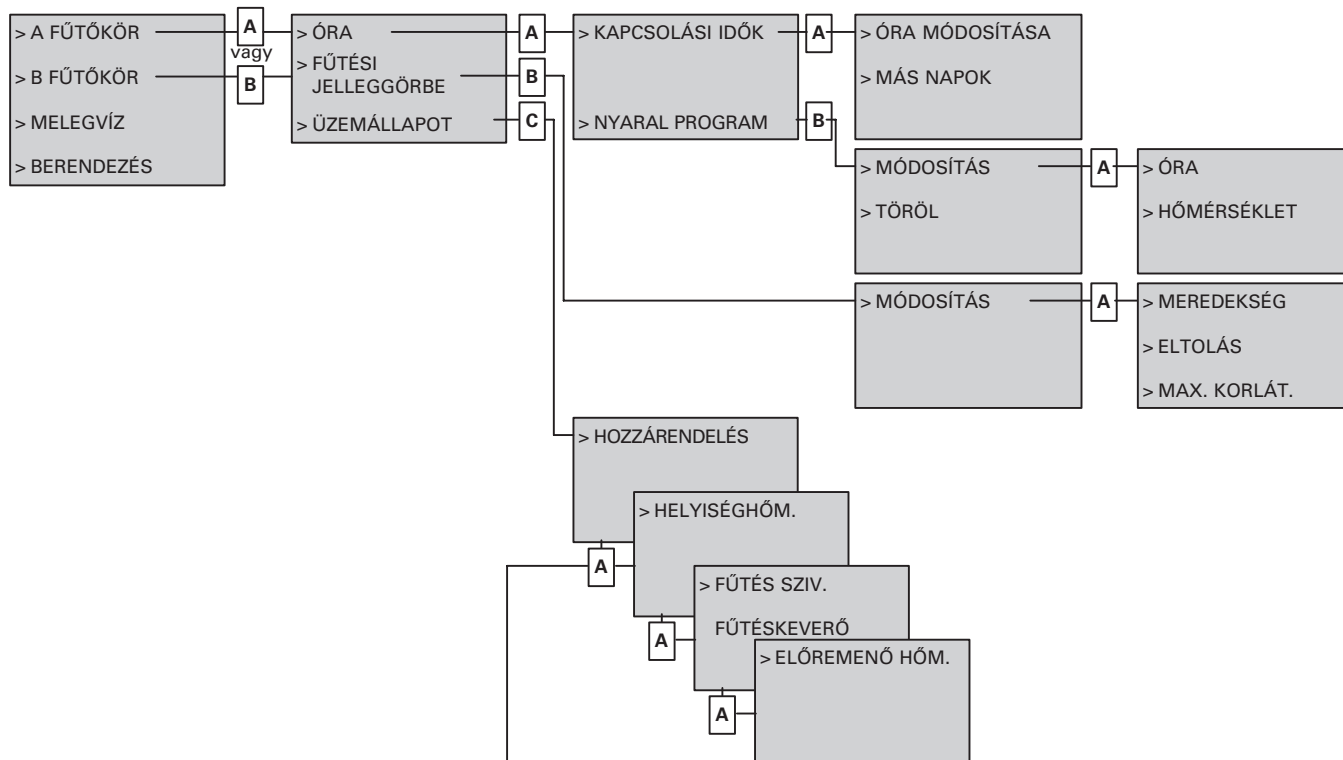 > A FŰTŐKÖR
A
vagy
> B FŰTŐKÖR
B
> MELEGVÍZ
> BERENDEZÉS
> ÓRA
A
> FŰTÉSI
JELLEGGÖRBE
B
> ÜZEMÁLLAPOT
C
> KAPCSOLÁSI IDŐK
A
> NYARAL PROGRAM
B
> ÓRA MÓDOSÍTÁSA
> MÁS NAPOK
> MÓDOSÍTÁS
A
> TÖRÖL
> ÓRA
> HŐMÉRSÉKLET
> MÓDOSÍTÁS
A
> MEREDEKSÉG
> ELTOLÁS
> MAX. KORLÁT.
> HOZZÁRENDELÉS
A
> HELYISÉGHŐM.
A
> FŰTÉS SZIV.
FŰTÉSKEVERŐ
A
> ELŐREMENŐ HŐM.